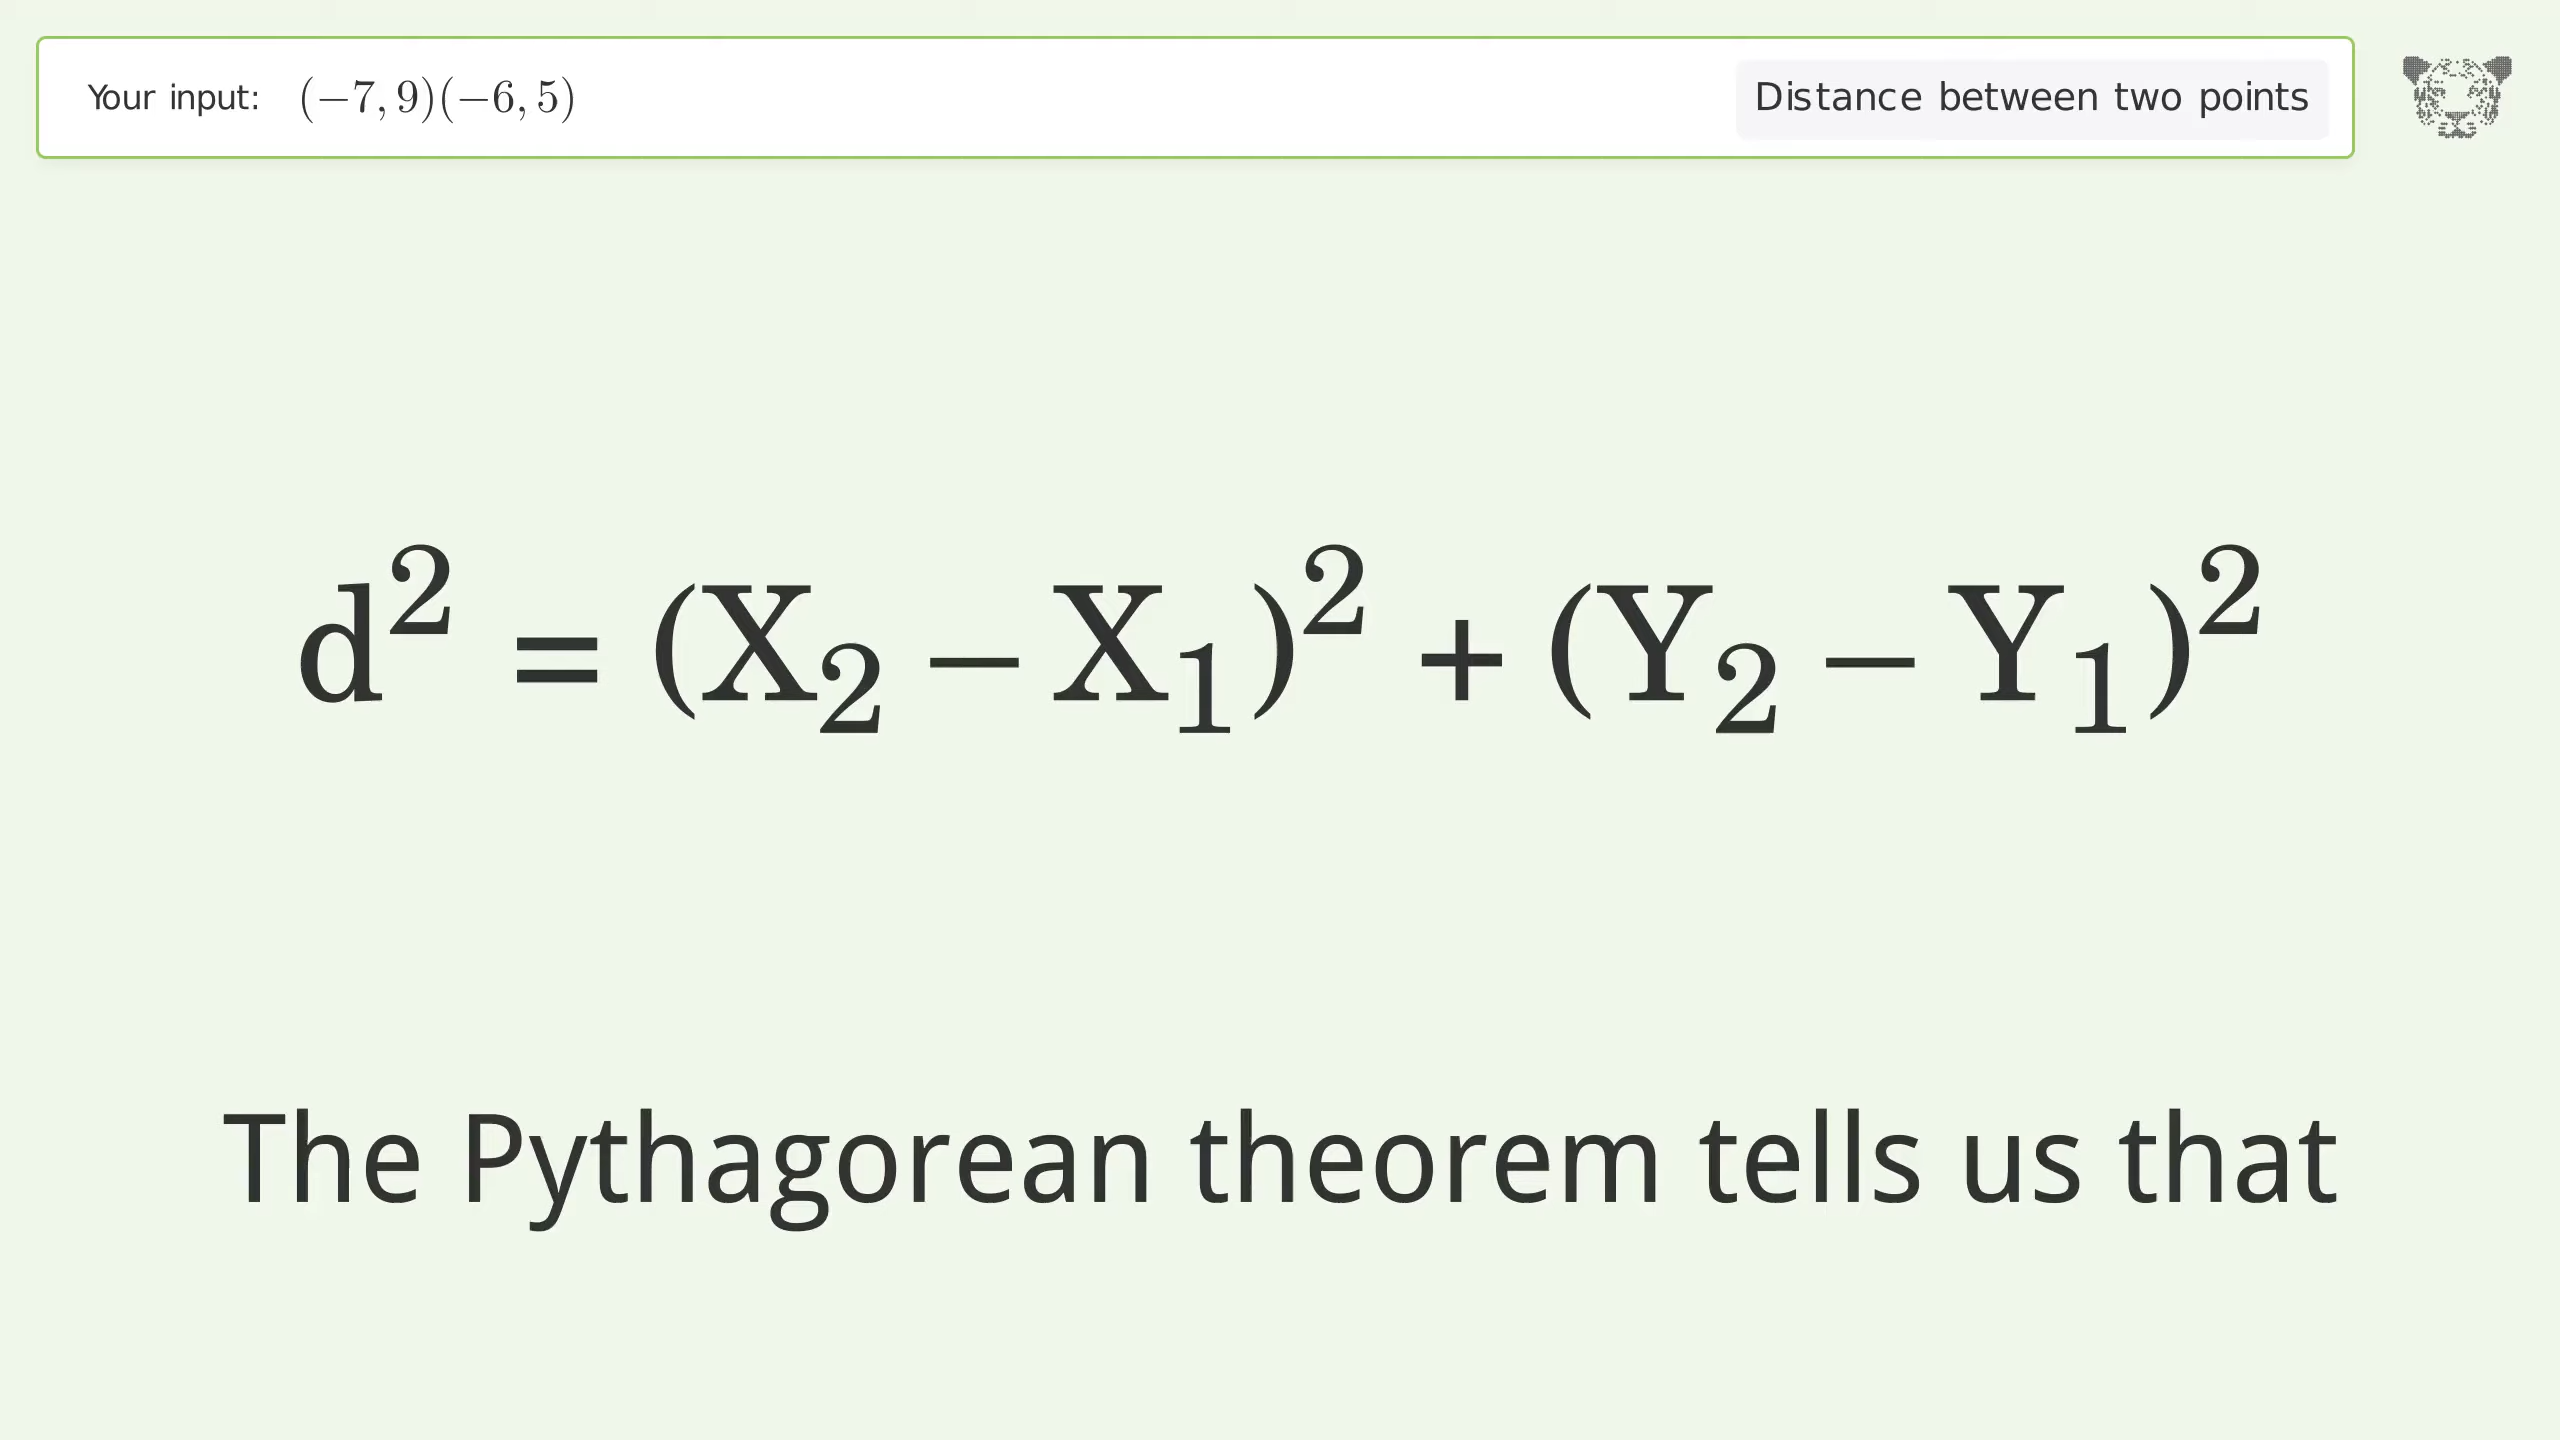 Your input: (−7, 9)(−6, 5)
Distance between two points
d² = (X₂ − X₁)² + (Y₂ − Y₁)²
The Pythagorean theorem tells us that